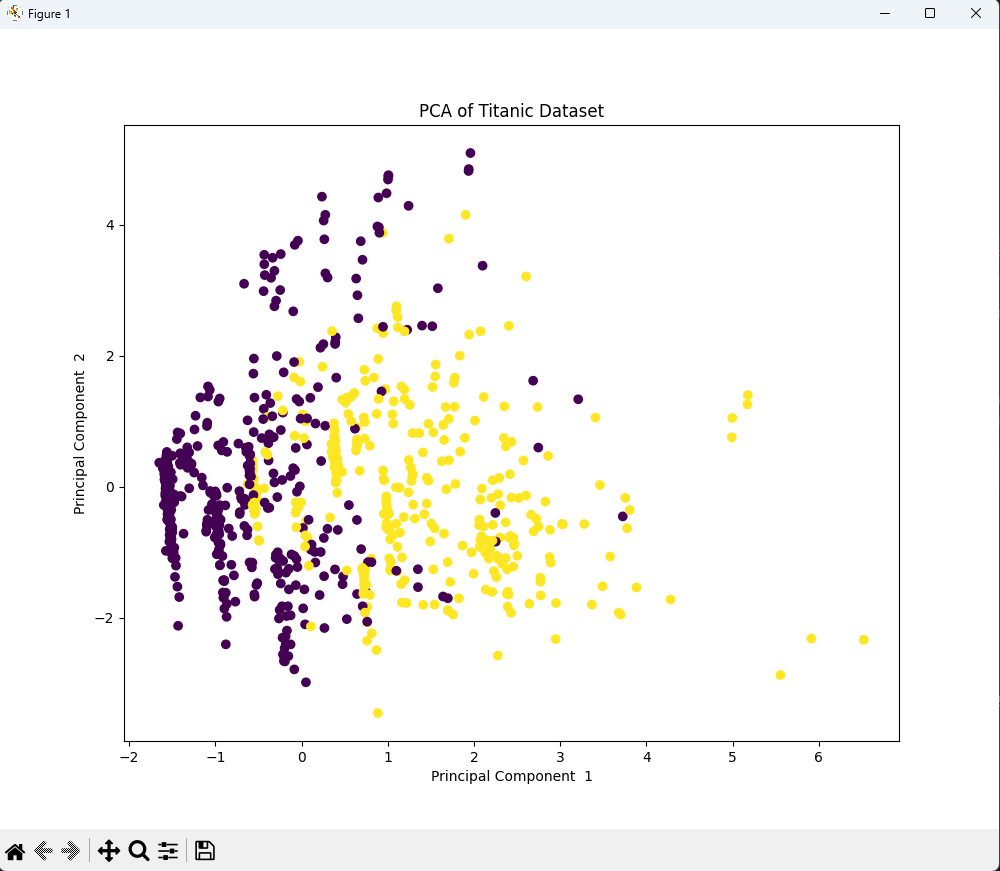 Figure 1
PCA of Titanic Dataset
4
2
0
−2
Principal Component  2
−2 −1 0 1 2 3 4 5 6
Principal Component  1